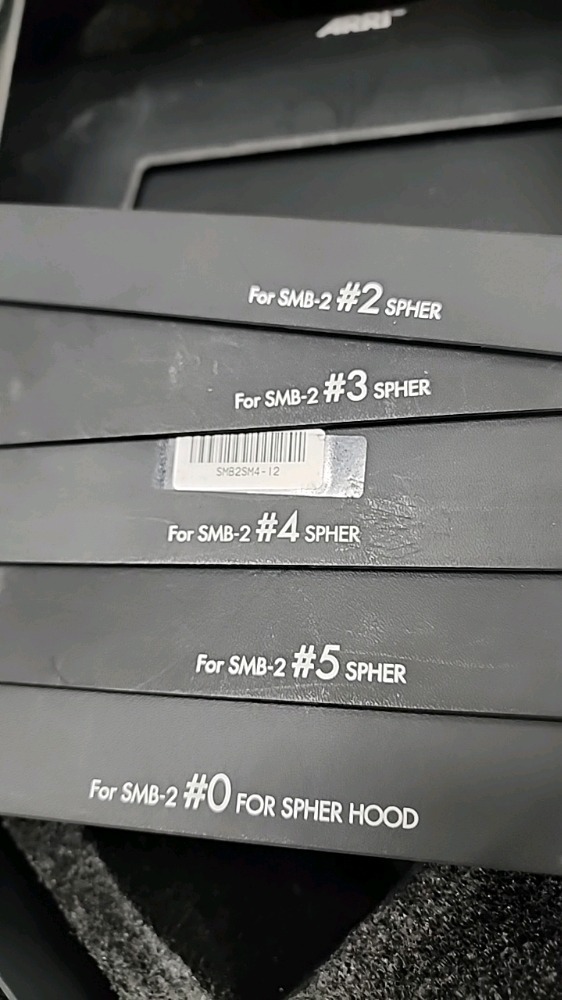 ARRI™
For SMB-2 #2 SPHER
For SMB-2 #3 SPHER
SMB2SM4-12
For SMB-2 #4 SPHER
For SMB-2 #5 SPHER
For SMB-2 #0 FOR SPHER HOOD